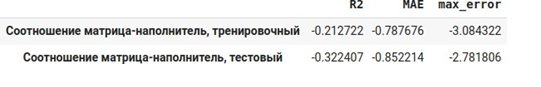 R2 MAE max_error
Соотношение матрица-наполнитель, тренировочный -0.212722 -0.787676 -3.084322
Соотношение матрица-наполнитель, тестовый -0.322407 -0.852214 -2.781806